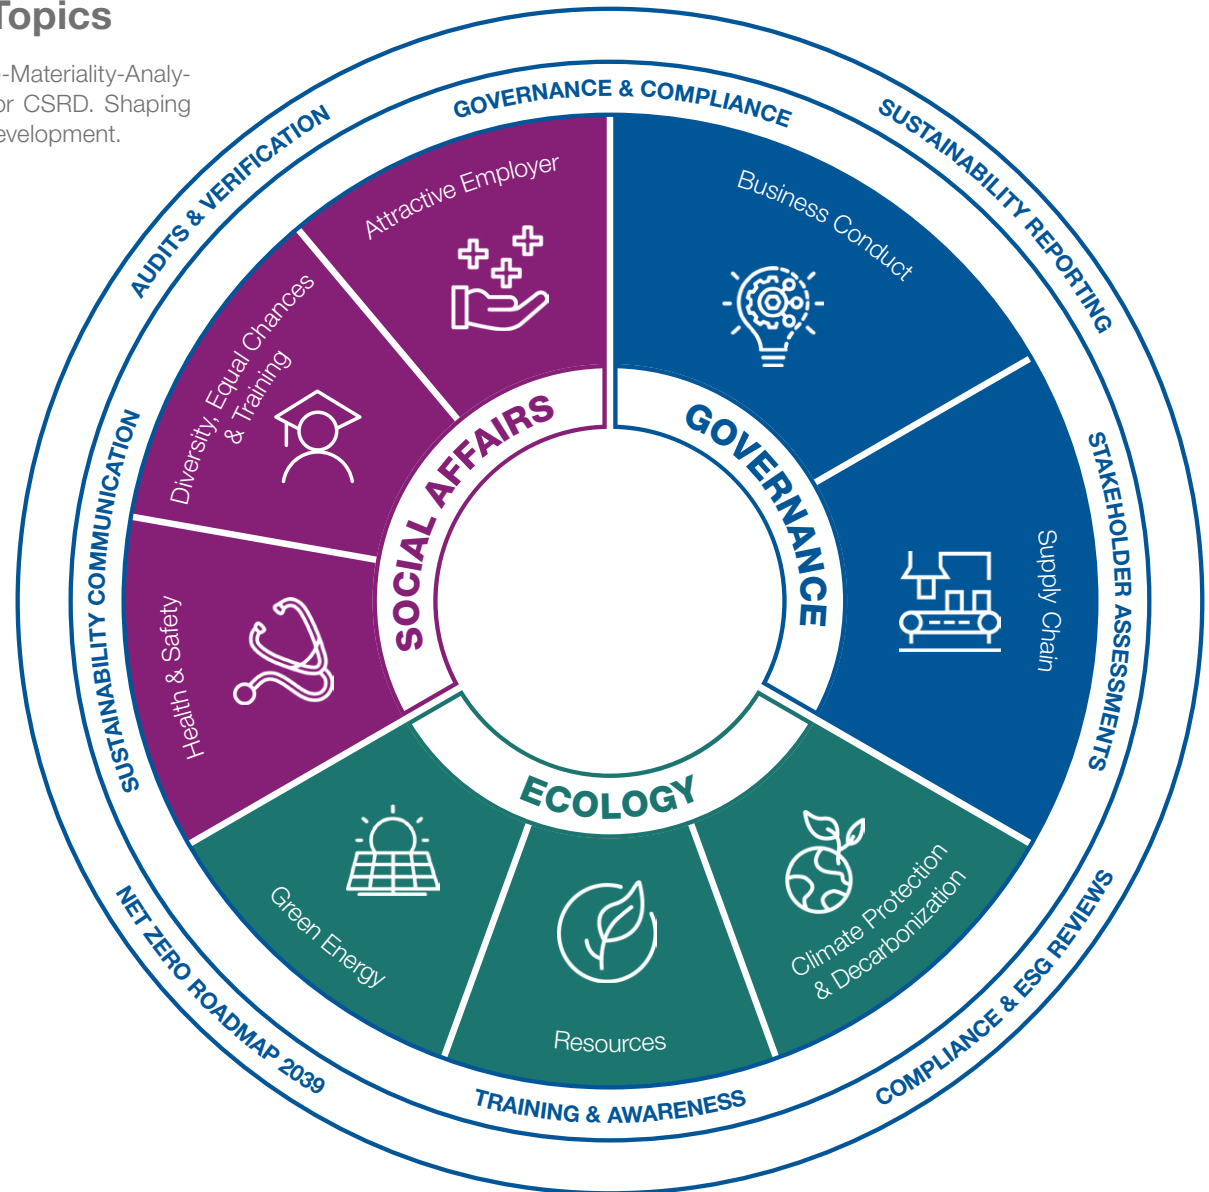 Topics
-Materiality-Analy-
or CSRD. Shaping
evelopment.
GOVERNANCE & COMPLIANCE
SUSTAINABILITY REPORTING
STAKEHOLDER ASSESSMENTS
COMPLIANCE & ESG REVIEWS
TRAINING & AWARENESS
NET ZERO ROADMAP 2039
SUSTAINABILITY COMMUNICATION
AUDITS & VERIFICATION
Attractive Employer
Business Conduct
Diversity, Equal Chances
& Training
SOCIAL AFFAIRS
GOVERNANCE
Supply Chain
Health & Safety
ECOLOGY
Green Energy
Resources
Climate Protection
& Decarbonization